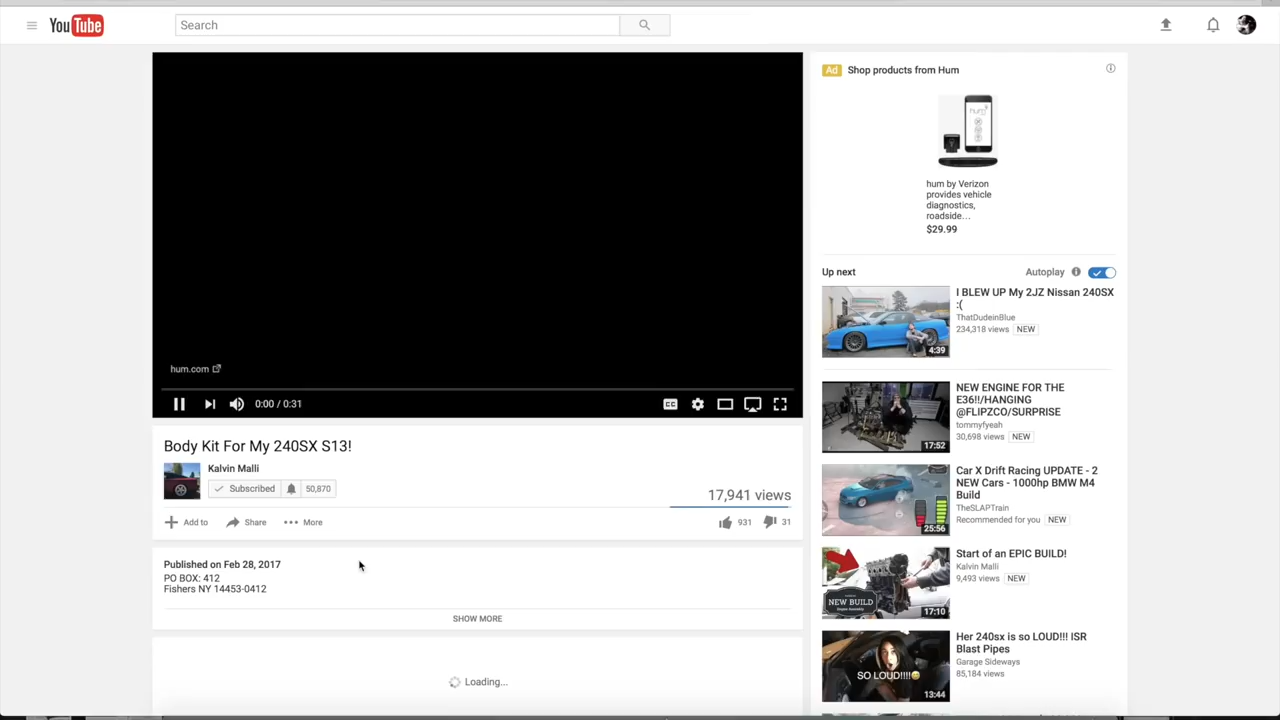 YouTube
Search
hum.com
0:00 / 0:31
CC
Body Kit For My 240SX S13!
Kalvin Malli
Subscribed
50,870
17,941 views
Add to
Share
More
931
31
Published on Feb 28, 2017
PO BOX: 412
Fishers NY 14453-0412
SHOW MORE
Loading...
Ad
Shop products from Hum
hum
hum by Verizon
provides vehicle
diagnostics,
roadside…
$29.99
Up next
Autoplay
I BLEW UP My 2JZ Nissan 240SX
:(
ThatDudeinBlue
234,318 views
NEW
4:39
NEW ENGINE FOR THE
E36!!/HANGING
@FLIPZCO/SURPRISE
tommyfyeah
30,698 views
NEW
17:52
Car X Drift Racing UPDATE - 2
NEW Cars - 1000hp BMW M4
Build
TheSLAPTrain
Recommended for you
NEW
25:56
Start of an EPIC BUILD!
Kalvin Malli
9,493 views
NEW
NEW BUILD
17:10
Her 240sx is so LOUD!!! ISR
Blast Pipes
Garage Sideways
85,184 views
SO LOUD!!!!😅
13:44